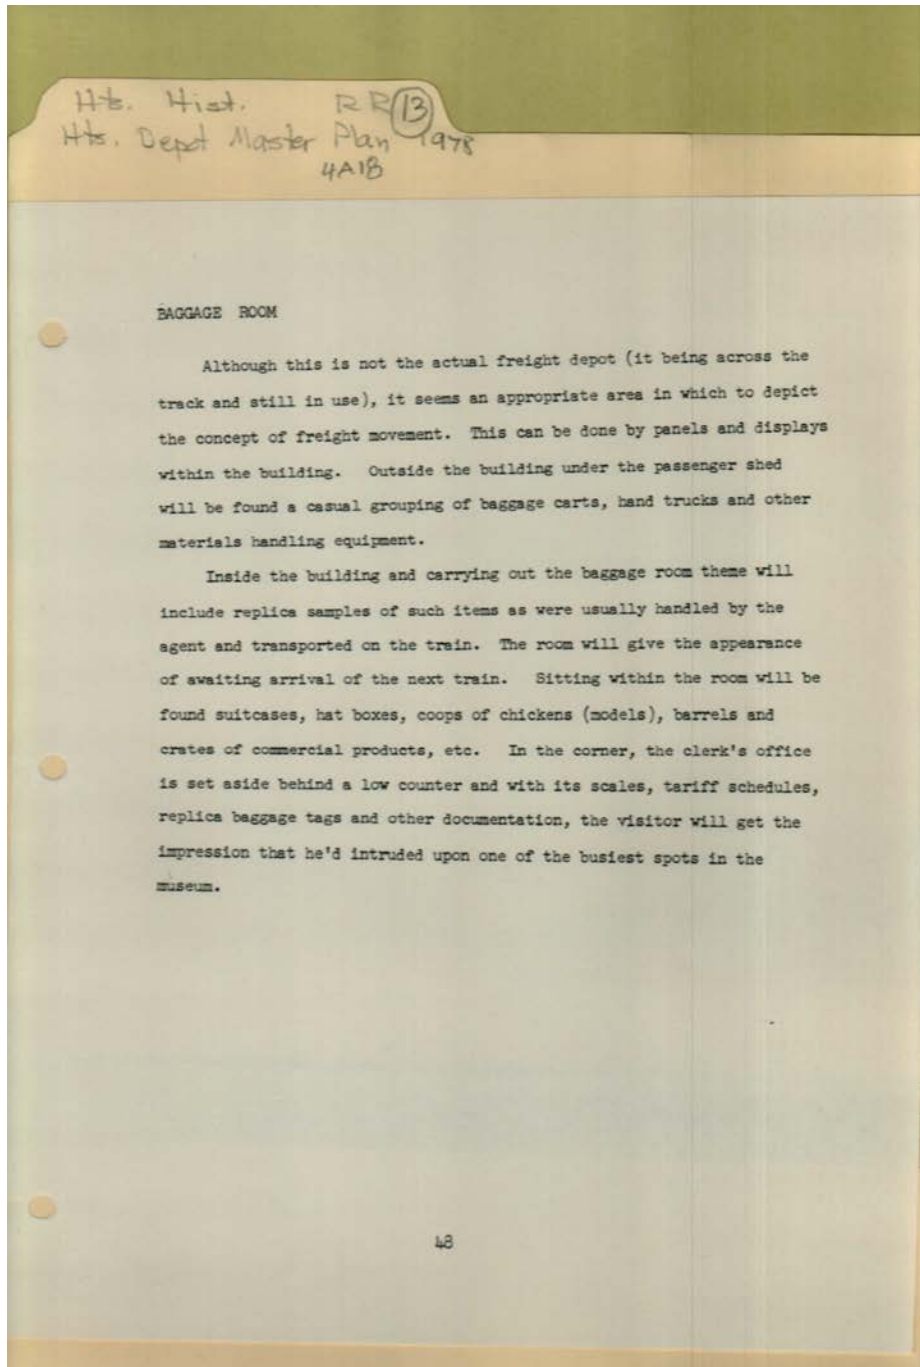 Hts. Hist. RR 13
Hts. Depot Master Plan 1978
4A18
BAGGAGE ROOM
Although this is not the actual freight depot (it being across the
track and still in use), it seems an appropriate area in which to depict
the concept of freight movement. This can be done by panels and displays
within the building. Outside the building under the passenger shed
will be found a casual grouping of baggage carts, hand trucks and other
materials handling equipment.
Inside the building and carrying out the baggage room theme will
include replica samples of such items as were usually handled by the
agent and transported on the train. The room will give the appearance
of awaiting arrival of the next train. Sitting within the room will be
found suitcases, hat boxes, coops of chickens (models), barrels and
crates of commercial products, etc. In the corner, the clerk's office
is set aside behind a low counter and with its scales, tariff schedules,
replica baggage tags and other documentation, the visitor will get the
impression that he'd intruded upon one of the busiest spots in the
museum.
48